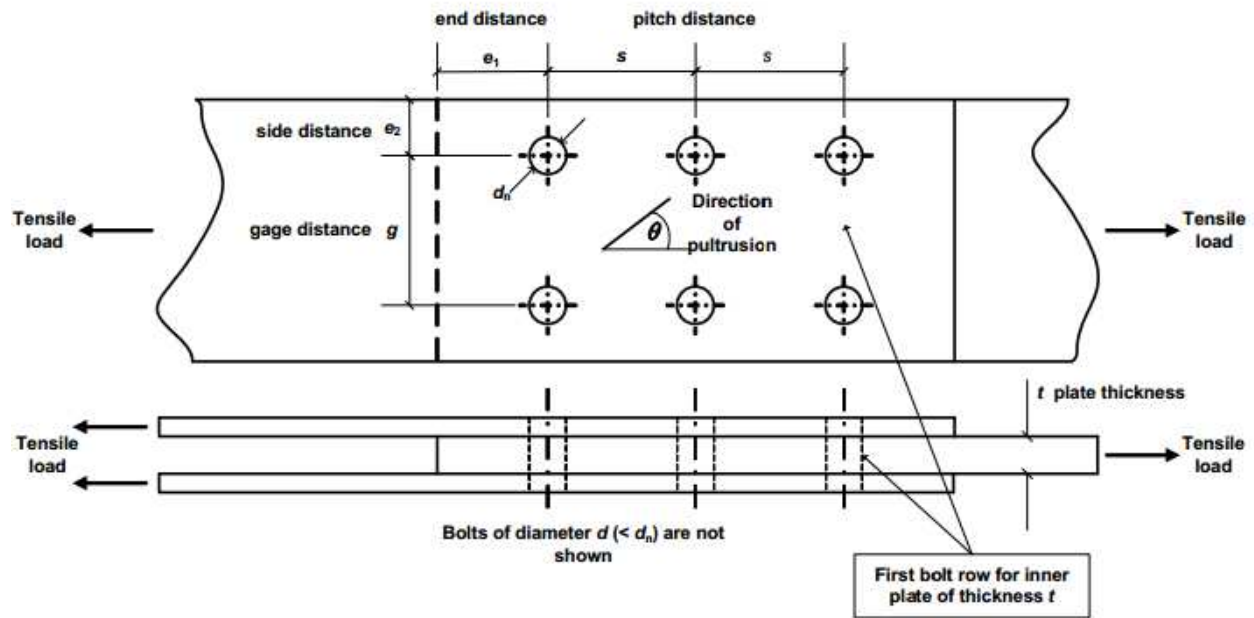 end distance
pitch distance
e1
s
s
side distance e2
dn
Tensile
load
gage distance g
θ
Direction
of
pultrusion
Tensile
load
t plate thickness
Tensile
load
Tensile
load
Bolts of diameter d (< dn) are not
shown
First bolt row for inner
plate of thickness t